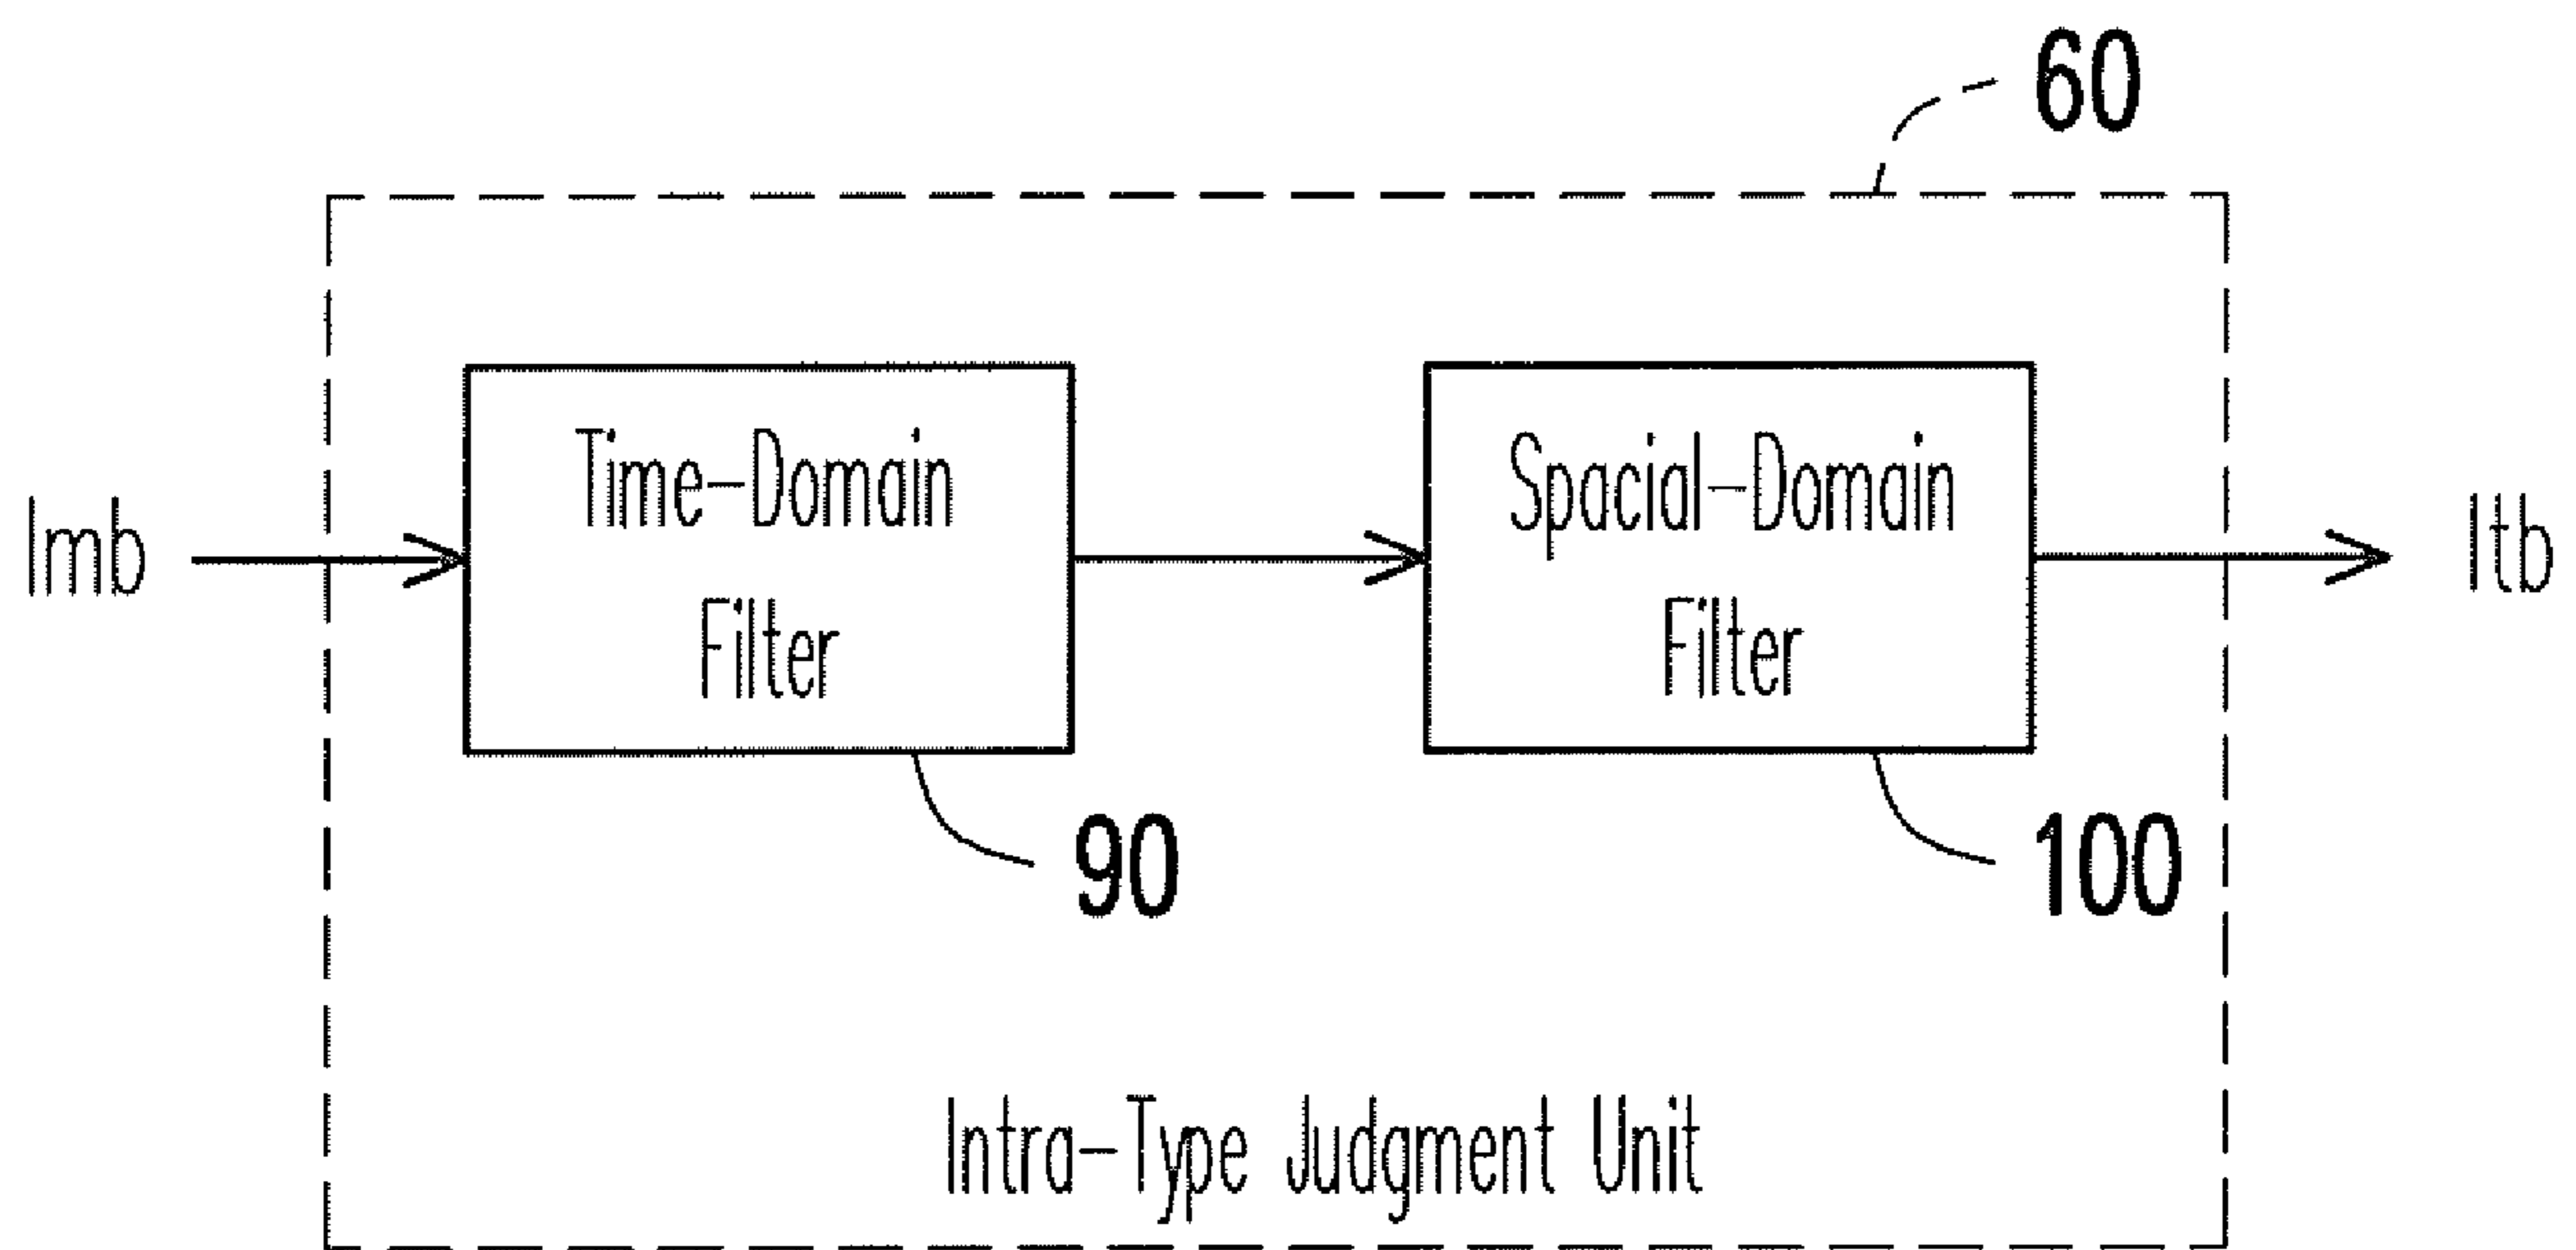 60
Time-Domain
Filter
Spacial-Domain
Filter
Imb
Itb
90
100
Intra-Type Judgment Unit